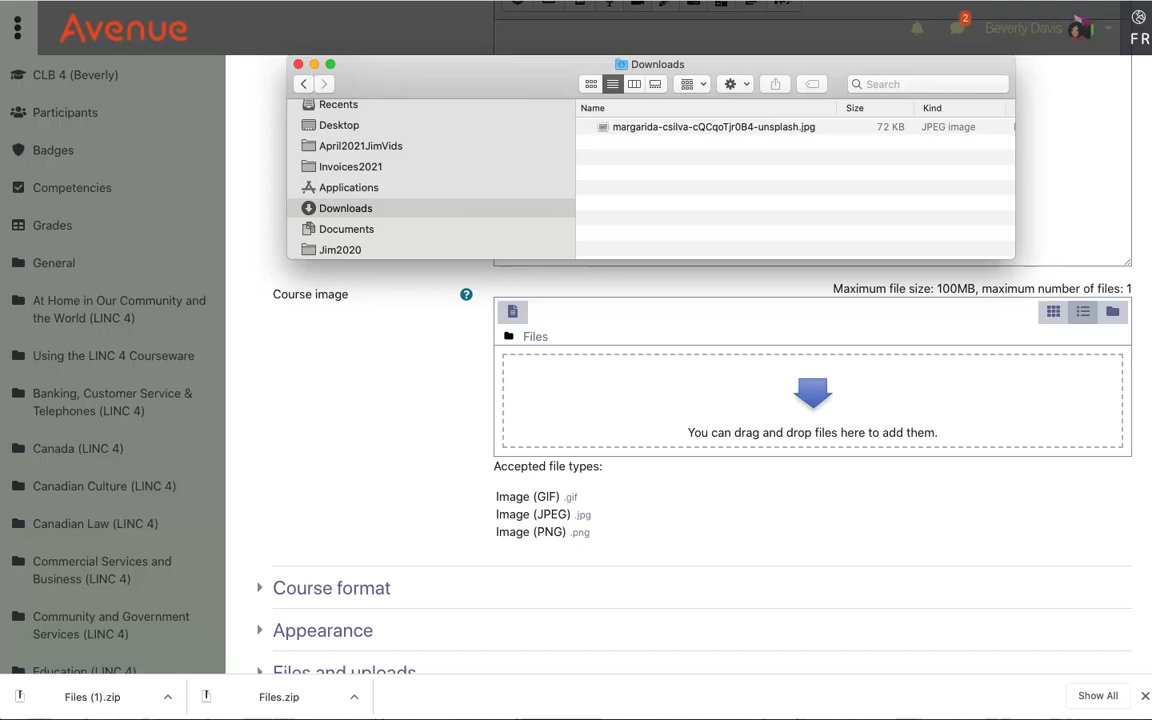 Avenue
2
Beverly Davis
FR
CLB 4 (Beverly)
Participants
Badges
Competencies
Grades
General
At Home in Our Community and
the World (LINC 4)
Using the LINC 4 Courseware
Banking, Customer Service &
Telephones (LINC 4)
Canada (LINC 4)
Canadian Culture (LINC 4)
Canadian Law (LINC 4)
Commercial Services and
Business (LINC 4)
Community and Government
Services (LINC 4)
Education (LINC 4)
Downloads
Search
Recents
Desktop
April2021JimVids
Invoices2021
Applications
Downloads
Documents
Jim2020
Name Size Kind
margarida-csilva-cQCqoTjr0B4-unsplash.jpg 72 KB JPEG image
Course image
Maximum file size: 100MB, maximum number of files: 1
Files
You can drag and drop files here to add them.
Accepted file types:
Image (GIF) .gif
Image (JPEG) .jpg
Image (PNG) .png
Course format
Appearance
Files and uploads
Files (1).zip
Files.zip
Show All